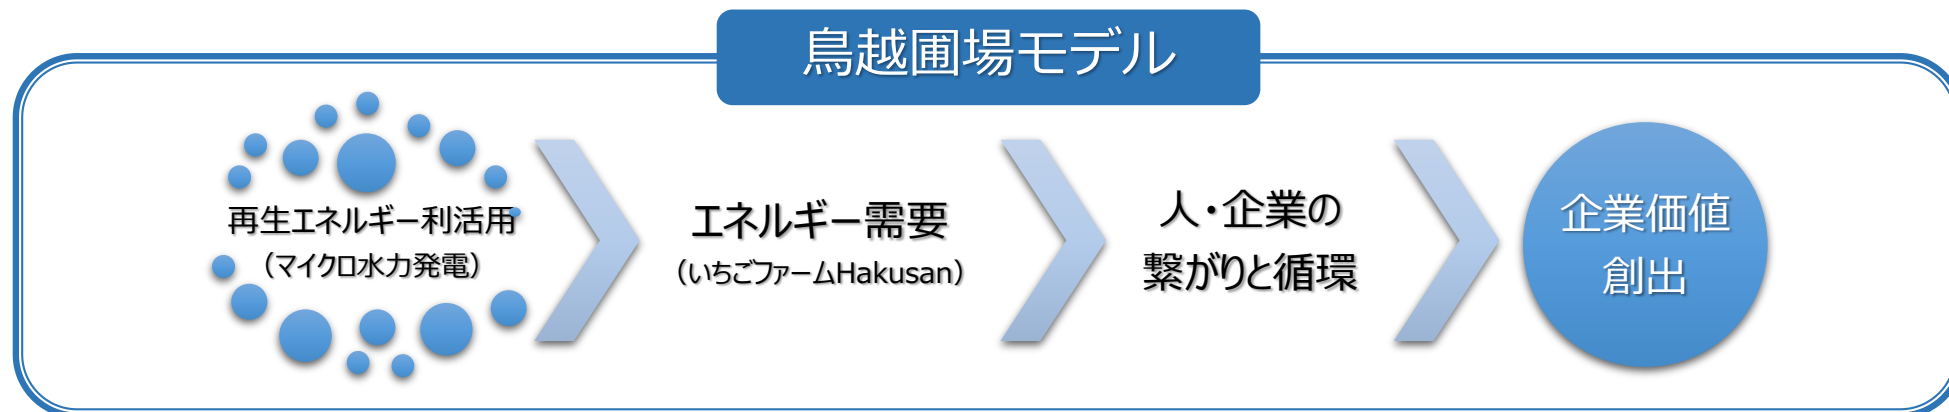 鳥越圃場モデル
再生エネルギー利活用
（マイクロ水力発電）
エネルギー需要
（いちごファームHakusan）
人・企業の
繋がりと循環
企業価値
創出